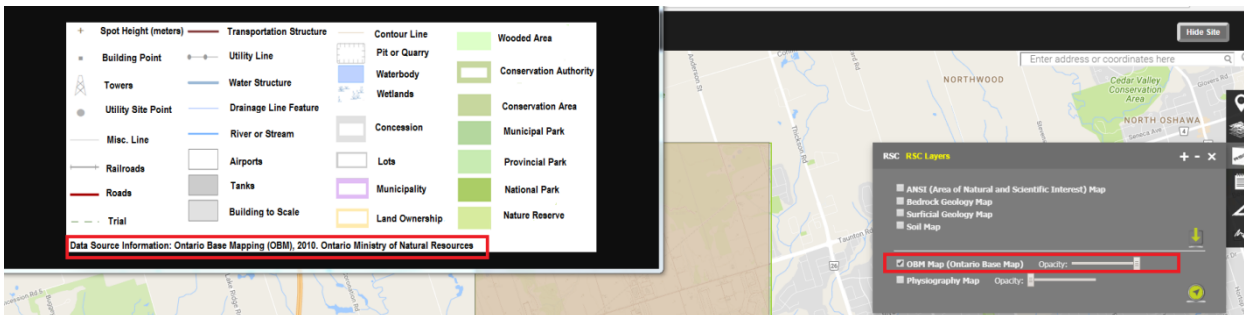 Spot Height (meters)
Building Point
Towers
Utility Site Point
Misc. Line
Railroads
Roads
Trial
Transportation Structure
Utility Line
Water Structure
Drainage Line Feature
River or Stream
Airports
Tanks
Building to Scale
Contour Line
Pit or Quarry
Waterbody
Wetlands
Concession
Lots
Municipality
Land Ownership
Wooded Area
Conservation Authority
Conservation Area
Municipal Park
Provincial Park
National Park
Nature Reserve
Data Source Information: Ontario Base Mapping (OBM), 2010. Ontario Ministry of Natural Resources
Hide Site
Enter address or coordinates here
Anderson St
Thickson Rd
NORTHWOOD
Cedar Valley
Conservation
Area
NORTH OSHAWA
Taunton Rd
26
4
RSC RSC Layers
+ - ×
ANSI (Area of Natural and Scientific Interest) Map
Bedrock Geology Map
Surficial Geology Map
Soil Map
OBM Map (Ontario Base Map) Opacity:
Physiography Map Opacity:
Lake Ridge Rd